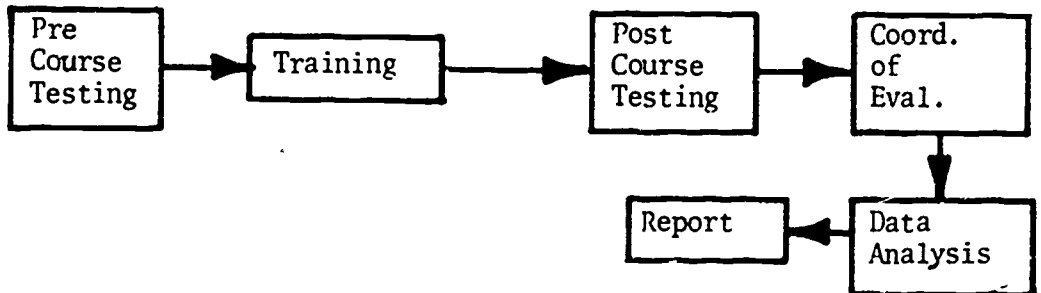 Pre
Course
Testing
Training
Post
Course
Testing
Coord.
of
Eval.
Data
Analysis
Report